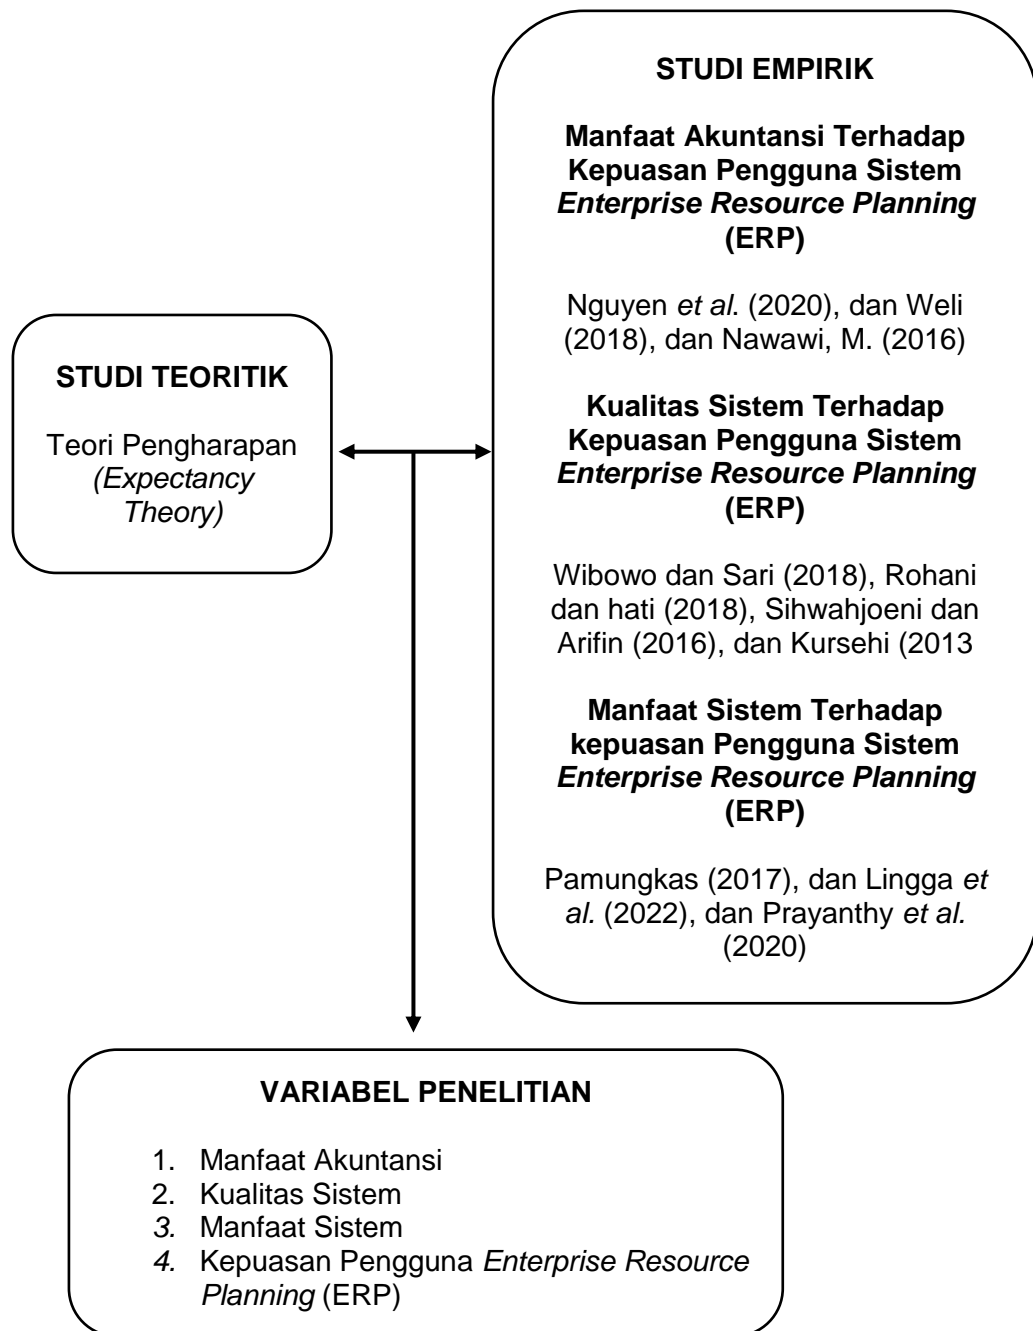 STUDI EMPIRIK
Manfaat Akuntansi Terhadap
Kepuasan Pengguna Sistem
Enterprise Resource Planning
(ERP)
Nguyen et al. (2020), dan Weli
(2018), dan Nawawi, M. (2016)
Kualitas Sistem Terhadap
Kepuasan Pengguna Sistem
Enterprise Resource Planning
(ERP)
Wibowo dan Sari (2018), Rohani
dan hati (2018), Sihwahjoeni dan
Arifin (2016), dan Kursehi (2013
Manfaat Sistem Terhadap
kepuasan Pengguna Sistem
Enterprise Resource Planning
(ERP)
Pamungkas (2017), dan Lingga et
al. (2022), dan Prayanthy et al.
(2020)
STUDI TEORITIK
Teori Pengharapan
(Expectancy
Theory)
VARIABEL PENELITIAN
1. Manfaat Akuntansi
2. Kualitas Sistem
3. Manfaat Sistem
4. Kepuasan Pengguna Enterprise Resource
Planning (ERP)